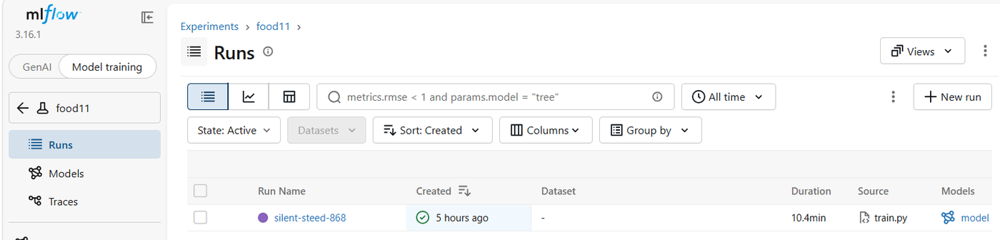 mlflow
3.16.1
GenAI Model training
food11
Runs
Models
Traces
Experiments > food11 >
Runs
Views
metrics.rmse < 1 and params.model = "tree"
All time
New run
State: Active
Datasets
Sort: Created
Columns
Group by
Run Name Created Dataset Duration Source Models
silent-steed-868 5 hours ago - 10.4min train.py model